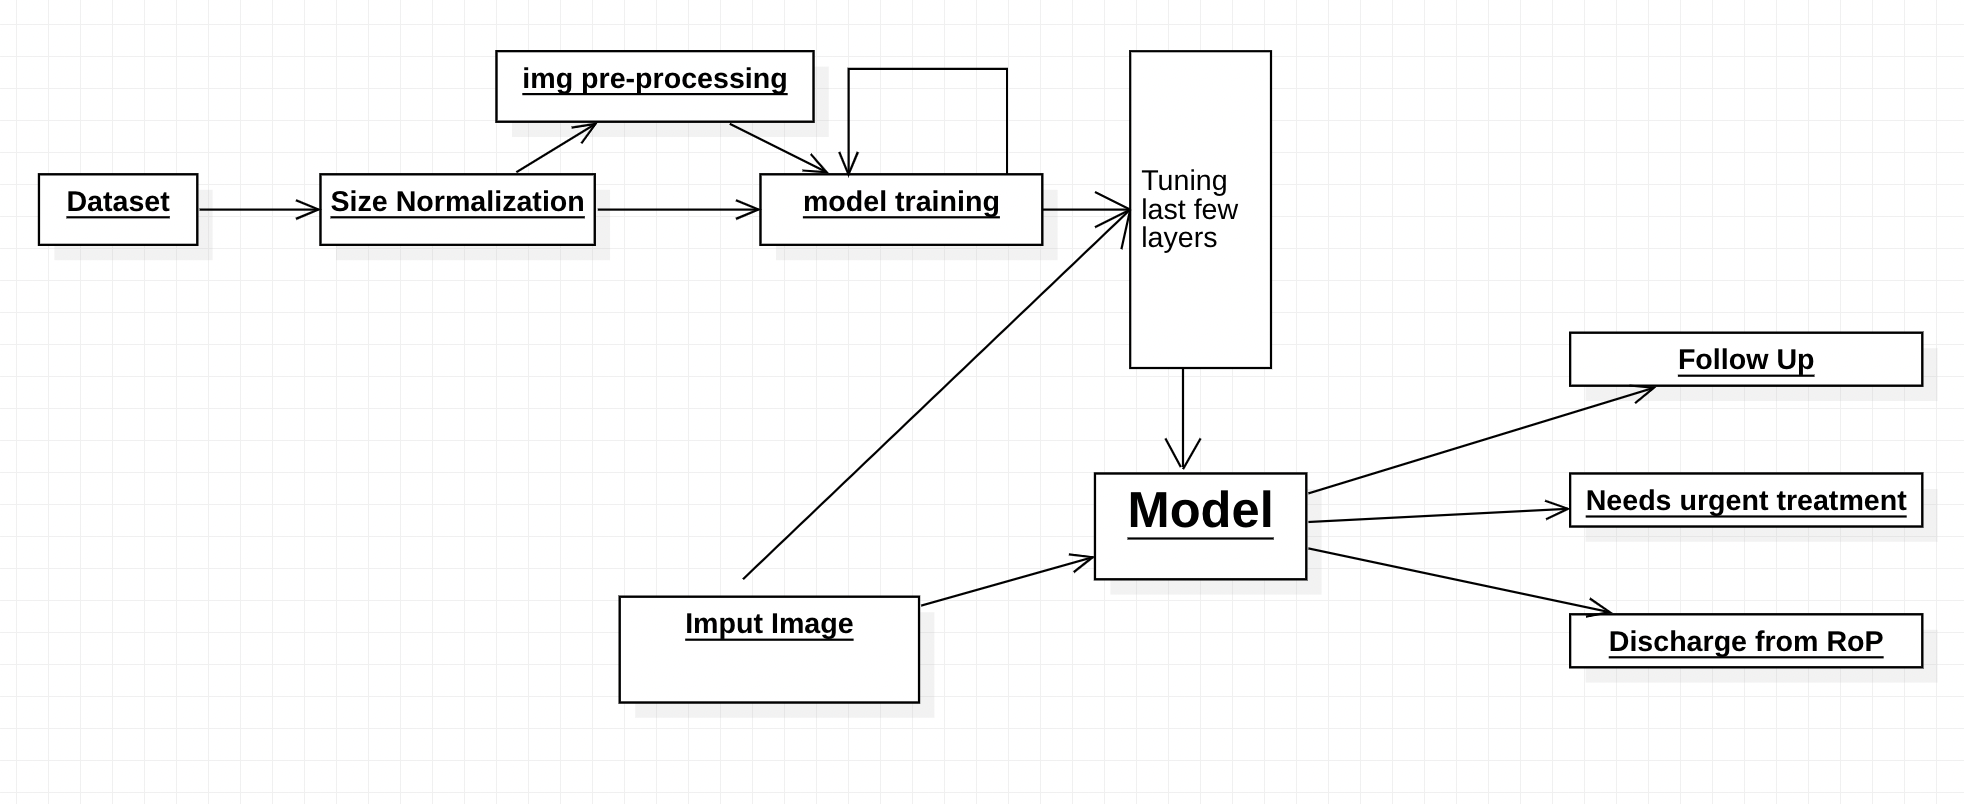 img pre-processing
Dataset
Size Normalization
model training
Tuning
last few
layers
Follow Up
Model
Needs urgent treatment
Imput Image
Discharge from RoP